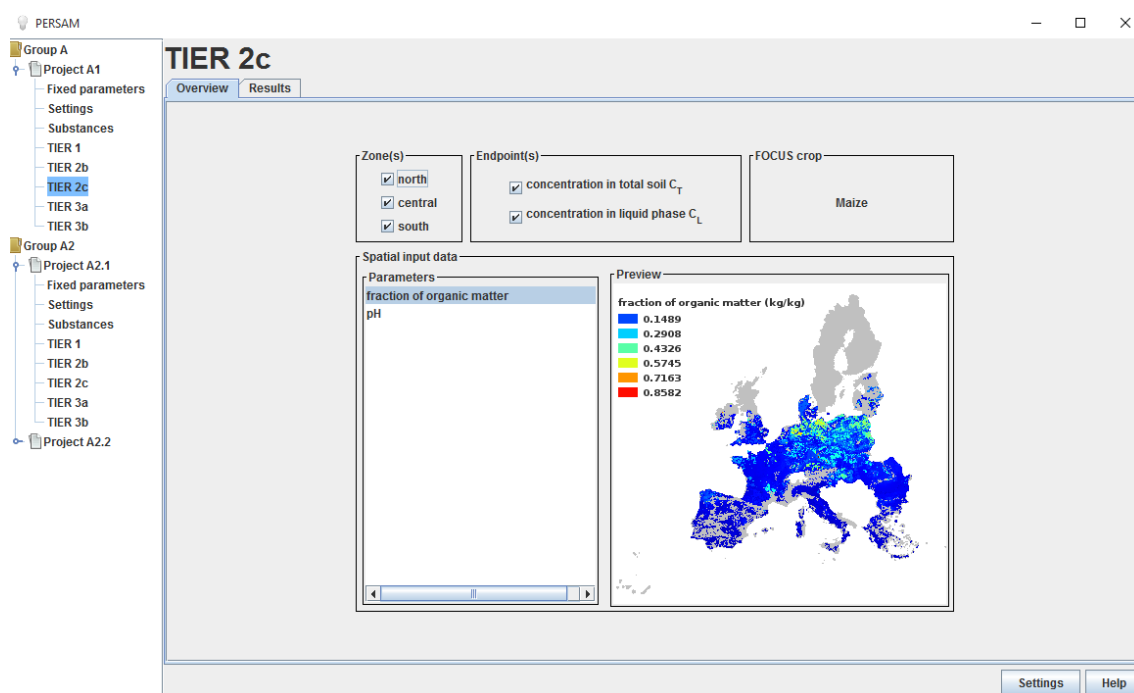 PERSAM
Group A
Project A1
Fixed parameters
Settings
Substances
TIER 1
TIER 2b
TIER 2c
TIER 3a
TIER 3b
Group A2
Project A2.1
Fixed parameters
Settings
Substances
TIER 1
TIER 2b
TIER 2c
TIER 3a
TIER 3b
Project A2.2
TIER 2c
Overview Results
Zone(s)
north
central
south
Endpoint(s)
concentration in total soil C_T
concentration in liquid phase C_L
FOCUS crop
Maize
Spatial input data
Parameters
fraction of organic matter
pH
Preview
fraction of organic matter (kg/kg)
0.1489
0.2908
0.4326
0.5745
0.7163
0.8582
Settings Help